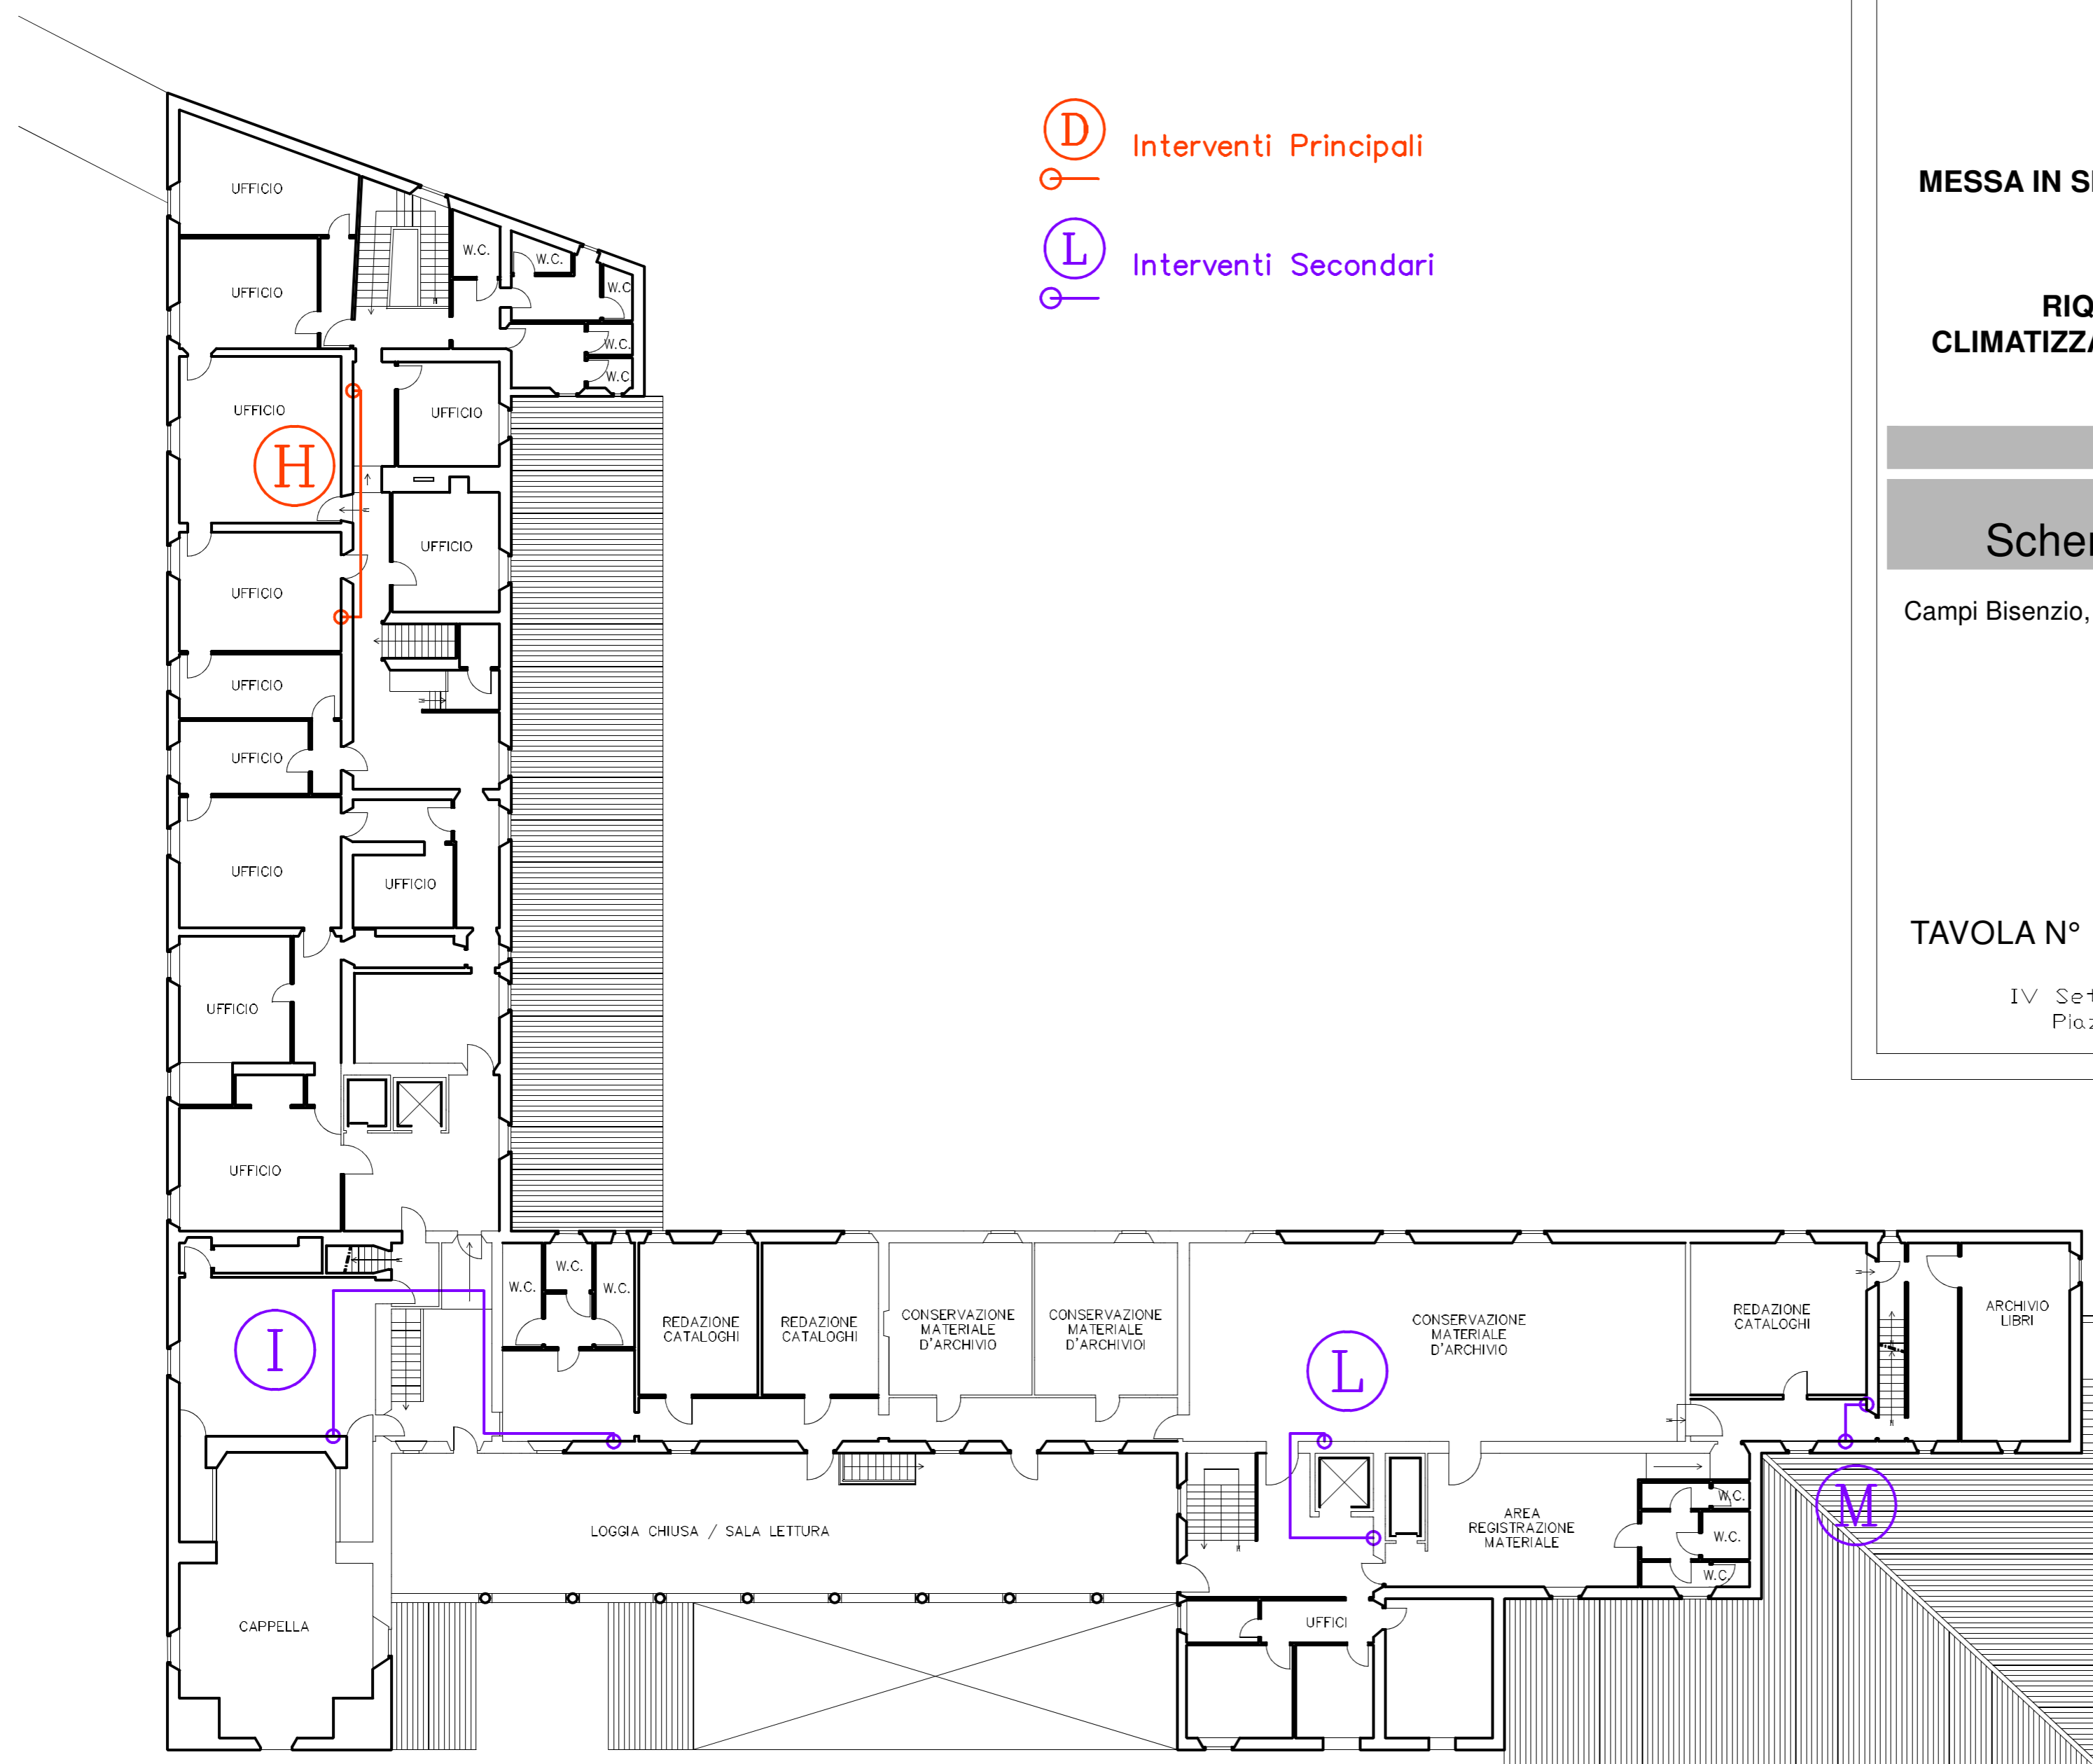 D Interventi Principali
L Interventi Secondari
MESSA IN S
RIQ
CLIMATIZZA
Scher
Campi Bisenzio,
TAVOLA N°
IV Set
Piaz
UFFICIO
W.C.
W.C.
UFFICIO
W.C
W.C.
W.C
UFFICIO
UFFICIO
H
UFFICIO
UFFICIO
UFFICIO
UFFICIO
UFFICIO
UFFICIO
UFFICIO
UFFICIO
I
W.C.
W.C.
W.C.
REDAZIONE
CATALOGHI
REDAZIONE
CATALOGHI
CONSERVAZIONE
MATERIALE
D'ARCHIVIO
CONSERVAZIONE
MATERIALE
D'ARCHIVIOI
L
CONSERVAZIONE
MATERIALE
D'ARCHIVIO
REDAZIONE
CATALOGHI
ARCHIVIO
LIBRI
M
LOGGIA CHIUSA / SALA LETTURA
AREA
REGISTRAZIONE
MATERIALE
W.C.
W.C.
W.C.
CAPPELLA
UFFICI